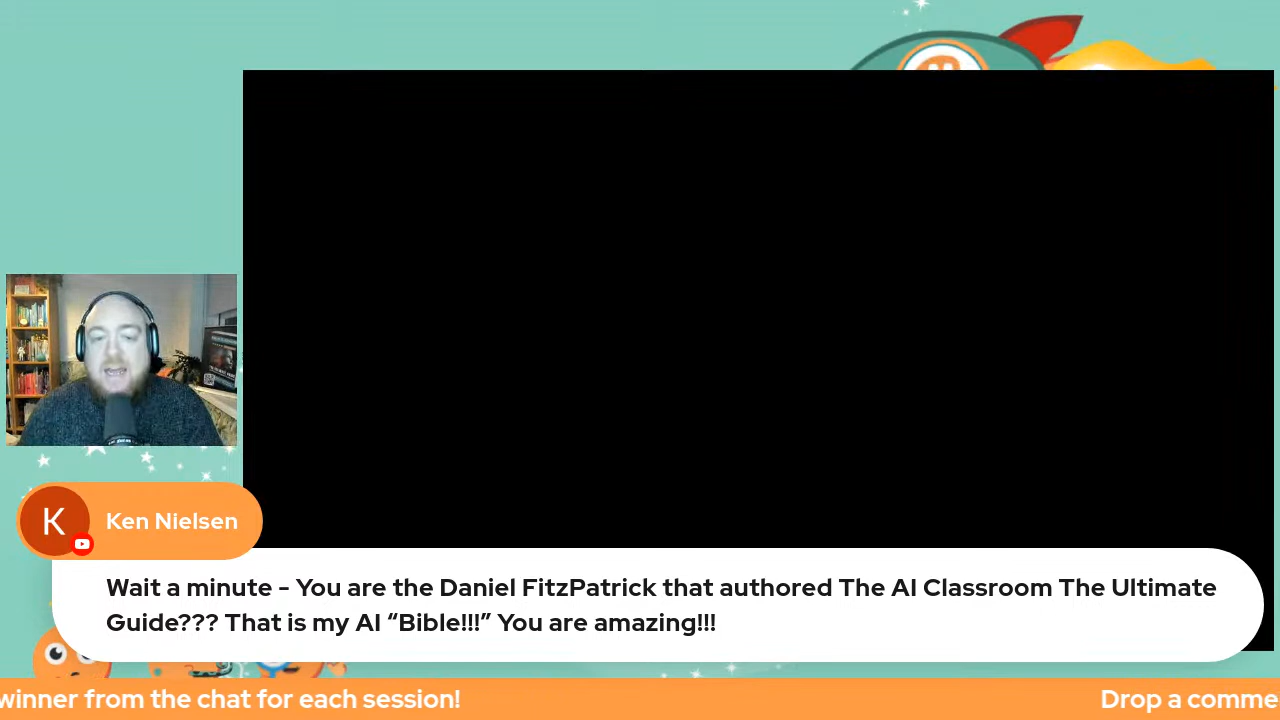 K
Ken Nielsen
Wait a minute - You are the Daniel FitzPatrick that authored The AI Classroom The Ultimate
Guide??? That is my AI “Bible!!!” You are amazing!!!
winner from the chat for each session!
Drop a comme